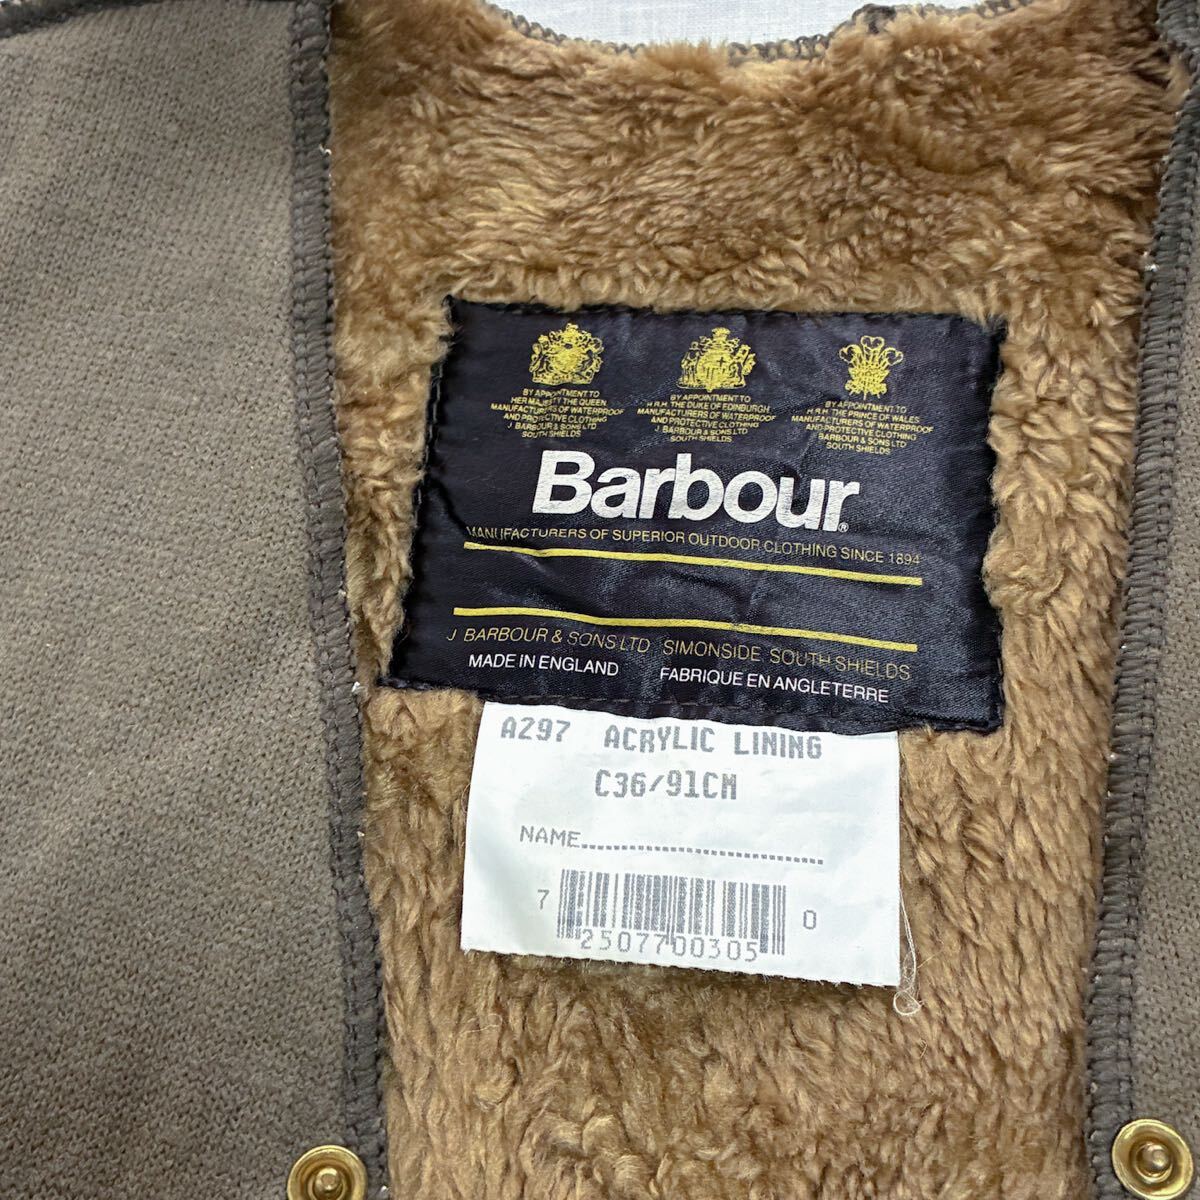 BY APPOINTMENT TO
HER MAJESTY THE QUEEN
MANUFACTURERS OF WATERPROOF
AND PROTECTIVE CLOTHING
J. BARBOUR & SONS LTD
SOUTH SHIELDS
BY APPOINTMENT TO
H.R.H. THE DUKE OF EDINBURGH
MANUFACTURERS OF WATERPROOF
AND PROTECTIVE CLOTHING
J. BARBOUR & SONS LTD
SOUTH SHIELDS
BY APPOINTMENT TO
H.R.H. THE PRINCE OF WALES
MANUFACTURERS OF WATERPROOF
AND PROTECTIVE CLOTHING
BARBOUR & SONS LTD
SOUTH SHIELDS
Barbour®
MANUFACTURERS OF SUPERIOR OUTDOOR CLOTHING SINCE 1894
J BARBOUR & SONS LTD SIMONSIDE SOUTH SHIELDS
MADE IN ENGLAND FABRIQUE EN ANGLETERRE
A297 ACRYLIC LINING
C36/91CM
NAME..............................
7 2507700305 0